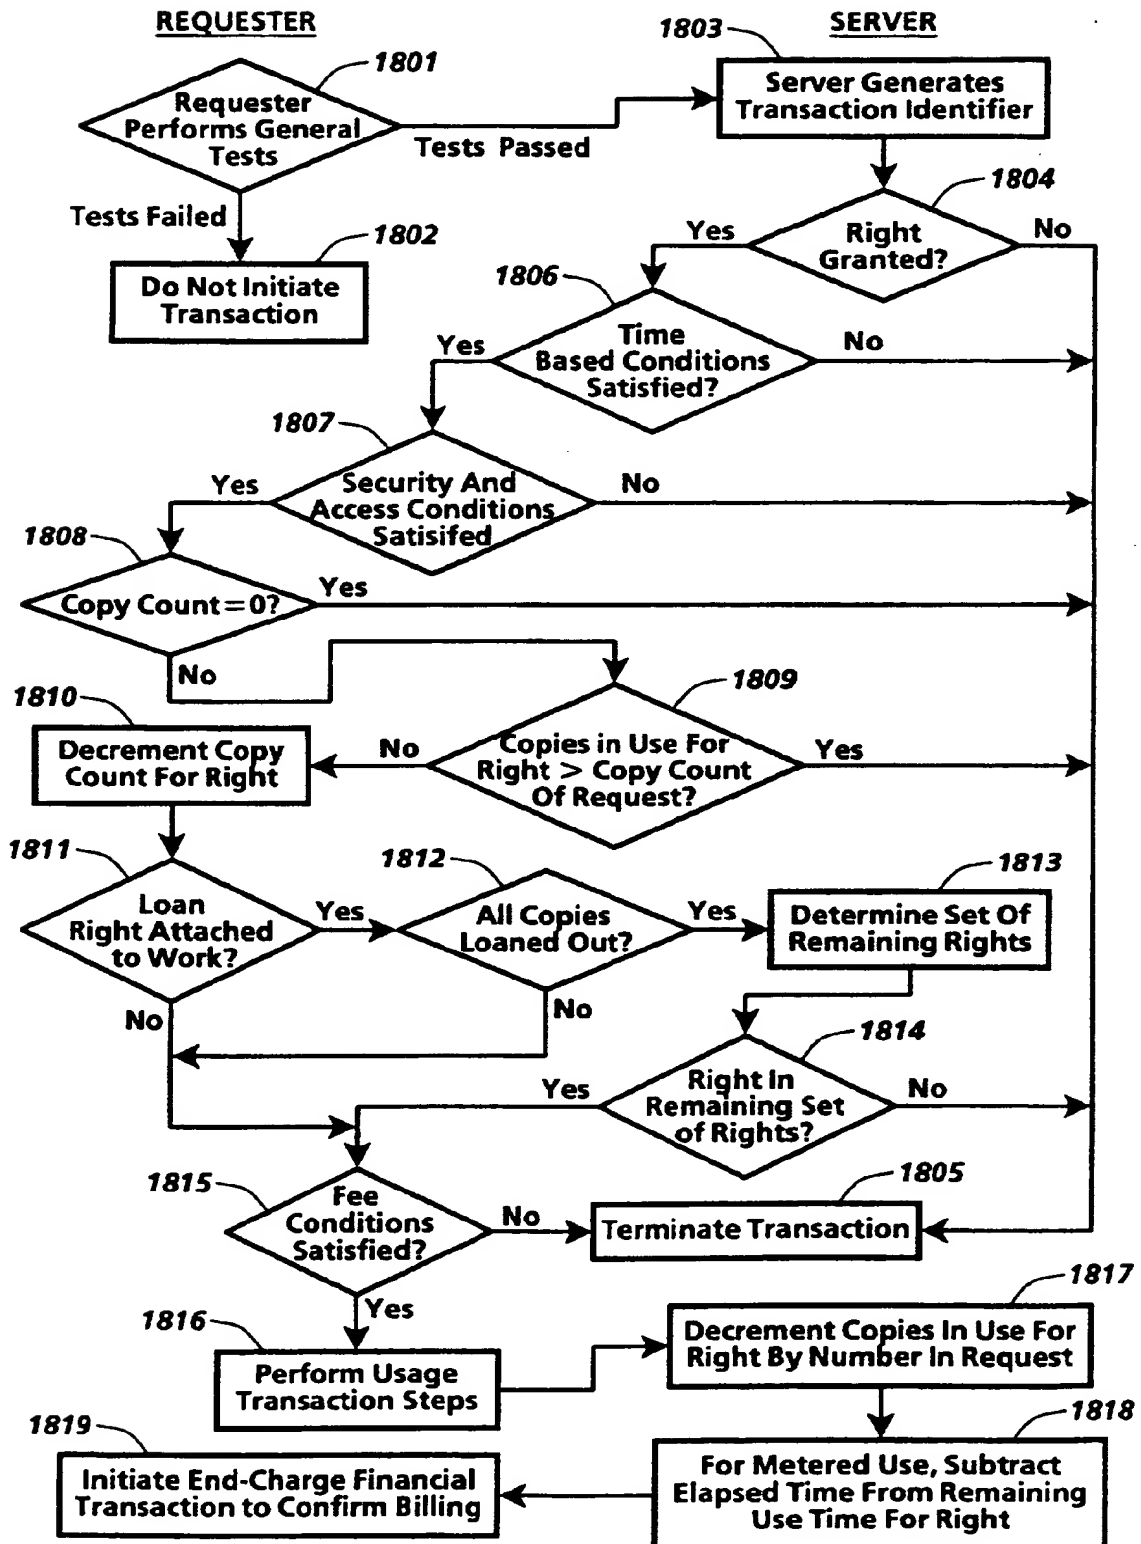 REQUESTER
SERVER
1801
Requester
Performs General
Tests
Tests Passed
Tests Failed
1802
Do Not Initiate
Transaction
1803
Server Generates
Transaction Identifier
1804
Right
Granted?
Yes
No
1806
Time
Based Conditions
Satisfied?
Yes
No
1807
Security And
Access Conditions
Satisifed
Yes
No
1808
Copy Count=0?
Yes
No
1809
Copies in Use For
Right > Copy Count
Of Request?
No
Yes
1810
Decrement Copy
Count For Right
1811
Loan
Right Attached
to Work?
Yes
No
1812
All Copies
Loaned Out?
Yes
No
1813
Determine Set Of
Remaining Rights
1814
Right In
Remaining Set
of Rights?
Yes
No
1815
Fee
Conditions
Satisfied?
No
Yes
1805
Terminate Transaction
1816
Perform Usage
Transaction Steps
1817
Decrement Copies In Use For
Right By Number In Request
1818
For Metered Use, Subtract
Elapsed Time From Remaining
Use Time For Right
1819
Initiate End-Charge Financial
Transaction to Confirm Billing